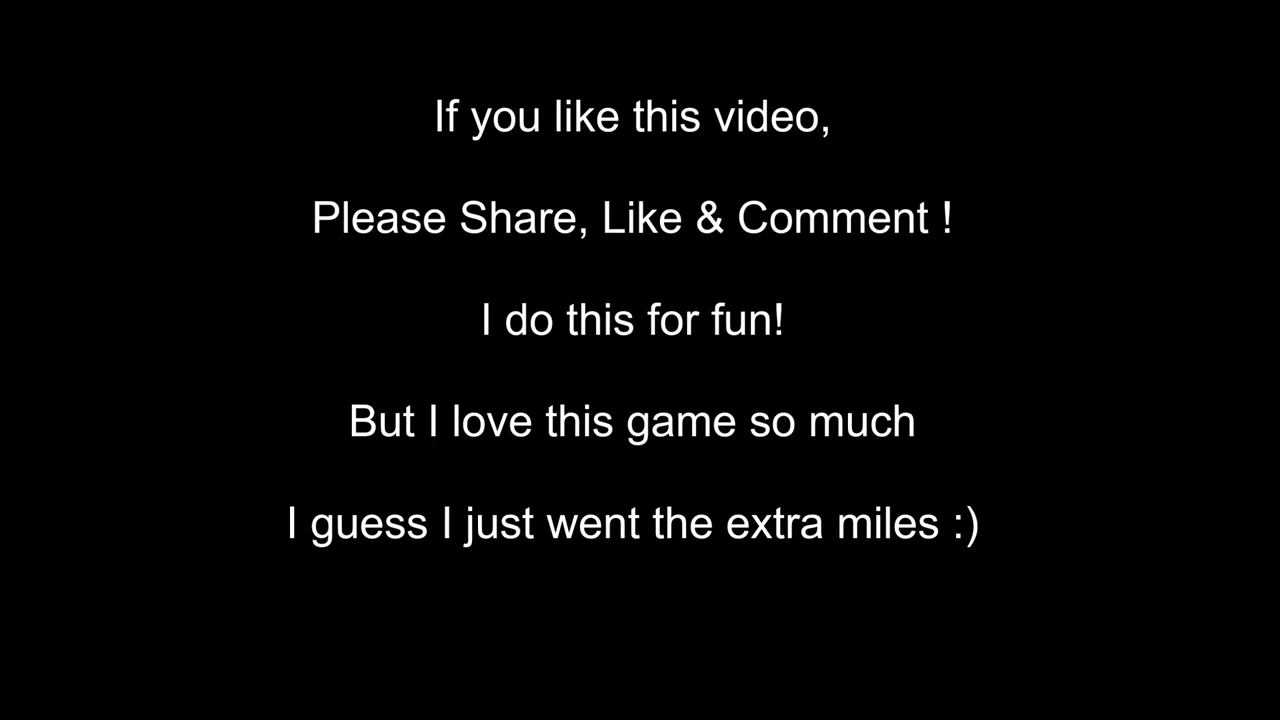 If you like this video,
Please Share, Like & Comment !
I do this for fun!
But I love this game so much
I guess I just went the extra miles :)